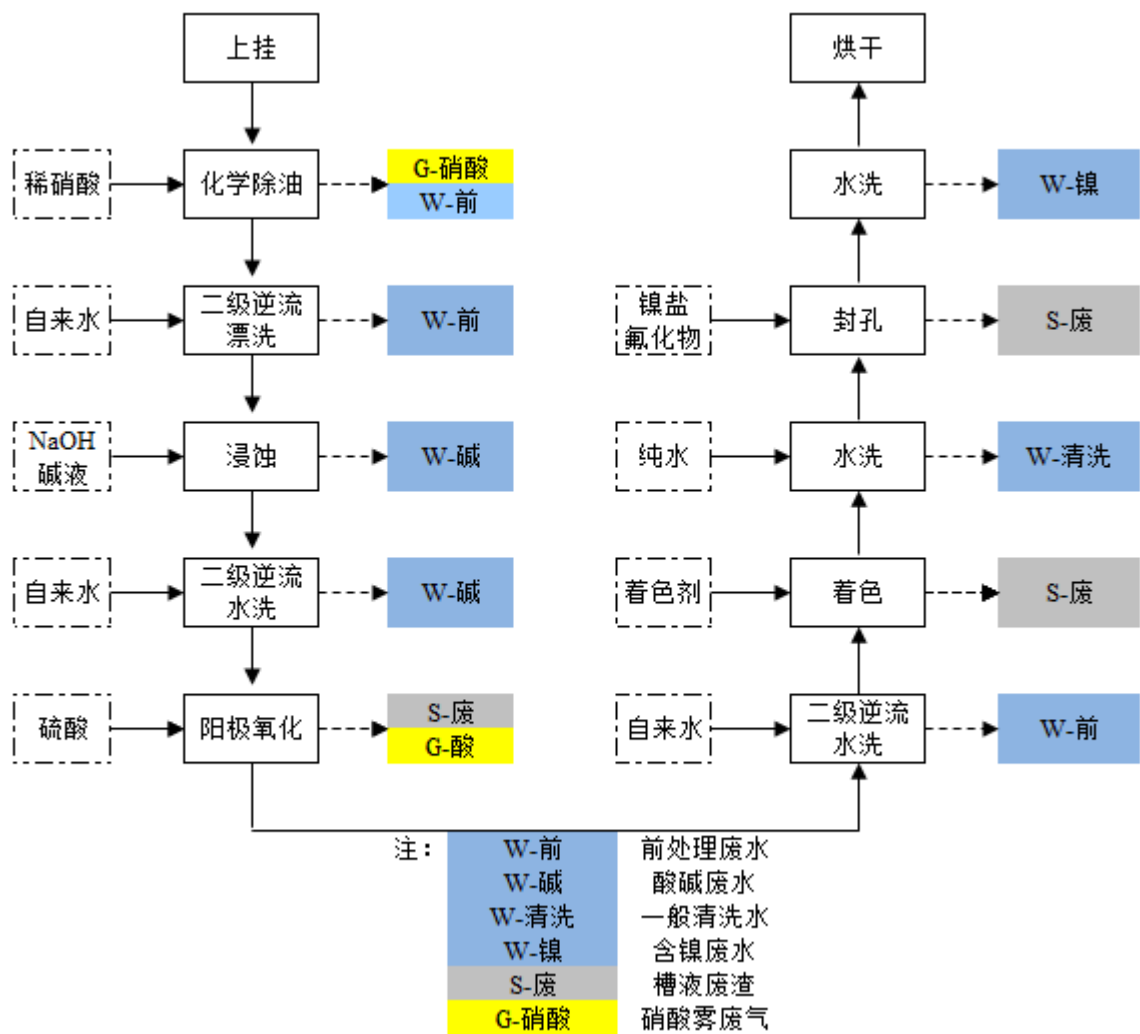 上挂
稀硝酸
化学除油
G-硝酸
W-前
自来水
二级逆流
漂洗
W-前
NaOH
碱液
浸蚀
W-碱
自来水
二级逆流
水洗
W-碱
硫酸
阳极氧化
S-废
G-酸
烘干
水洗
W-镍
镍盐
氟化物
封孔
S-废
纯水
水洗
W-清洗
着色剂
着色
S-废
自来水
二级逆流
水洗
W-前
注：
W-前 前处理废水
W-碱 酸碱废水
W-清洗 一般清洗水
W-镍 含镍废水
S-废 槽液废渣
G-硝酸 硝酸雾废气